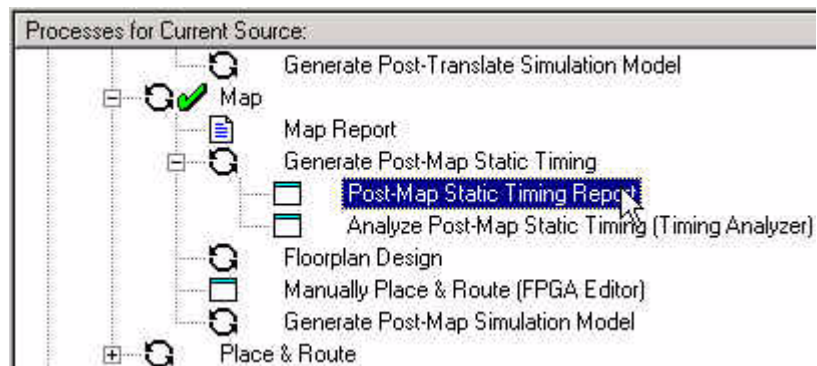 Processes for Current Source:
Generate Post-Translate Simulation Model
Map
Map Report
Generate Post-Map Static Timing
Post-Map Static Timing Report
Analyze Post-Map Static Timing (Timing Analyzer)
Floorplan Design
Manually Place & Route (FPGA Editor)
Generate Post-Map Simulation Model
Place & Route